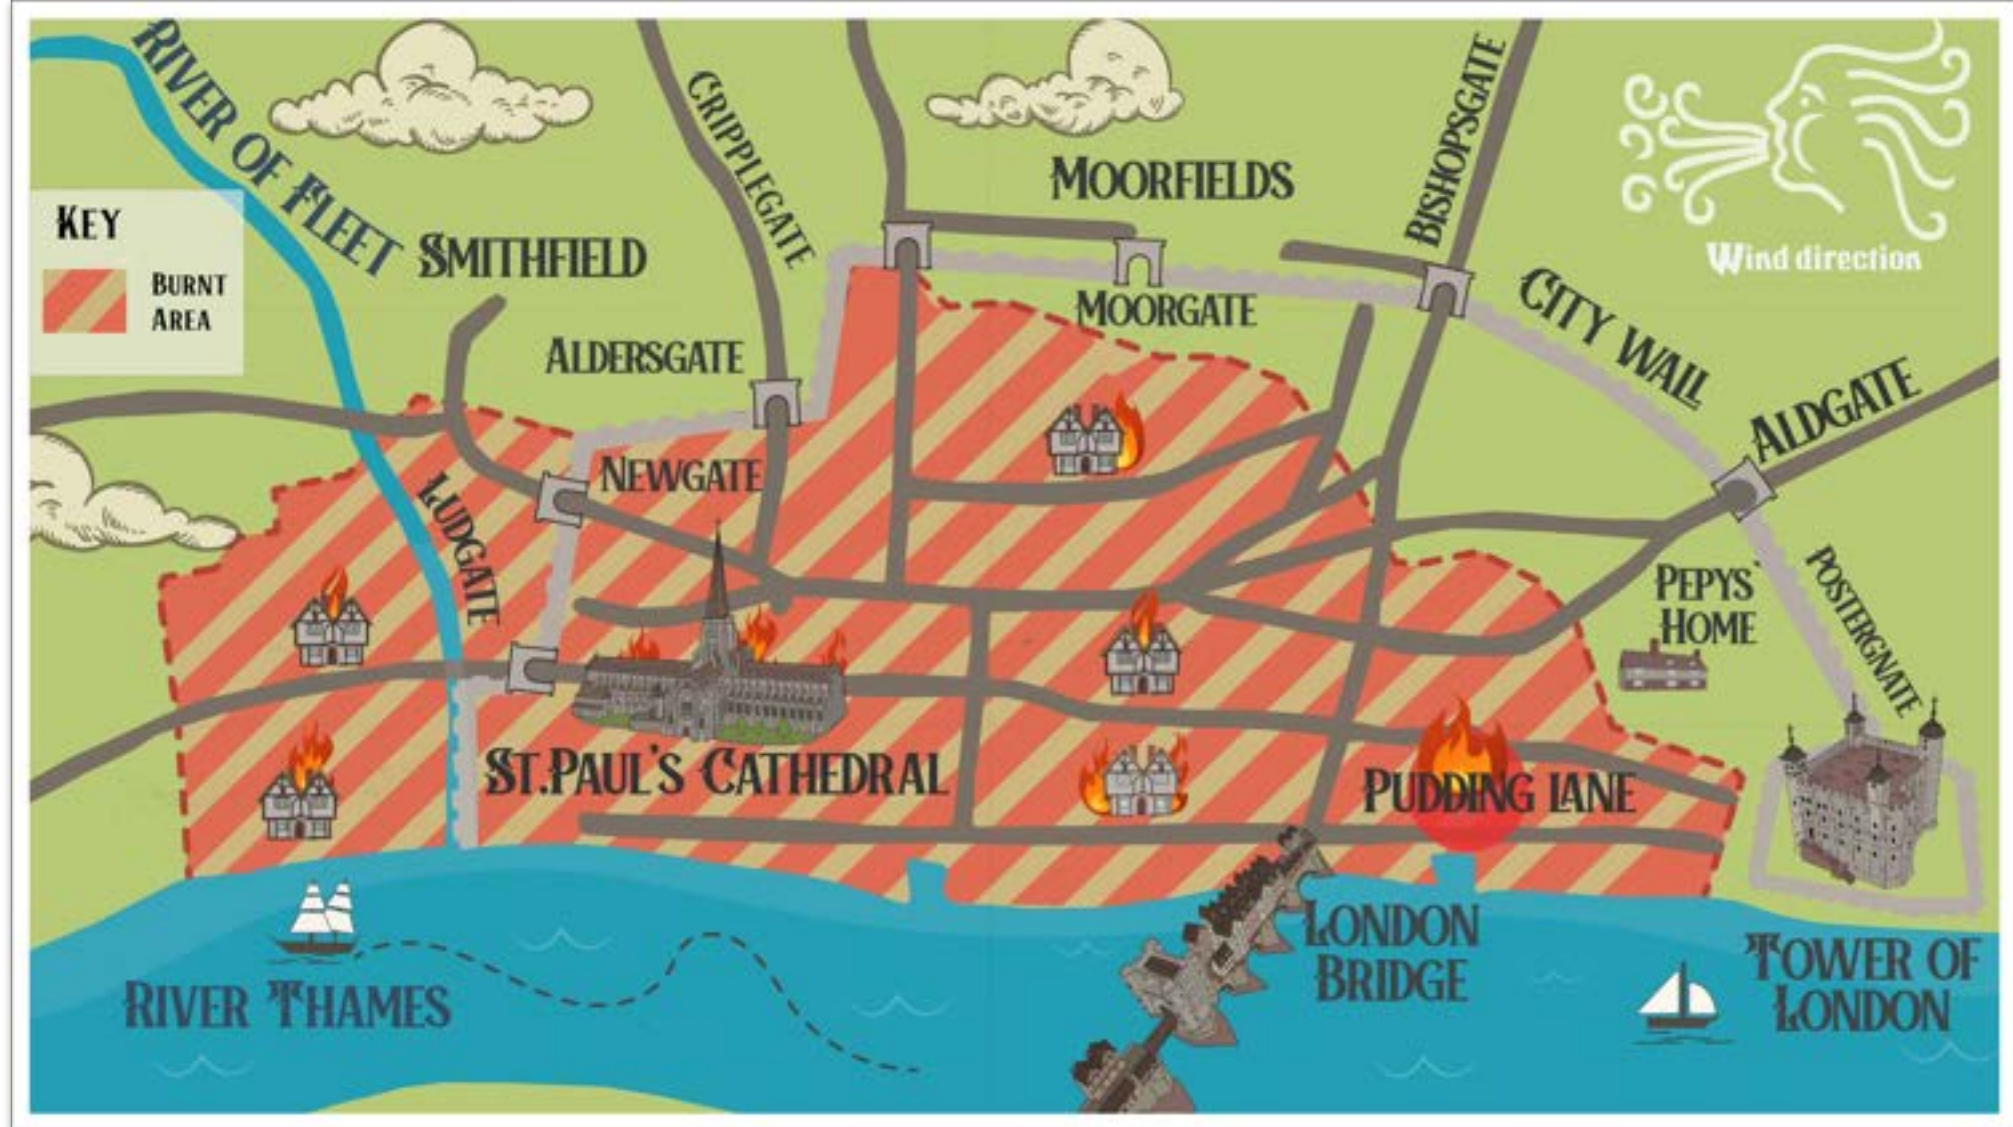 RIVER OF FLEET
CRIPPLEGATE
BISHOPSGATE
MOORFIELDS
Wind direction
KEY
BURNT
AREA
SMITHFIELD
MOORGATE
CITY WALL
ALDERSGATE
ALDGATE
NEWGATE
LUDGATE
PEPYS'
HOME
POSTERGNATE
ST.PAUL'S CATHEDRAL
PUDDING LANE
LONDON
BRIDGE
TOWER OF
LONDON
RIVER THAMES